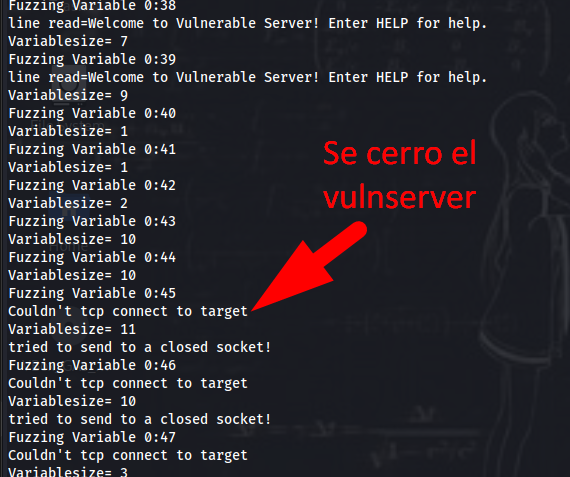 Fuzzing Variable 0:38
line read=Welcome to Vulnerable Server! Enter HELP for help.
Variablesize= 7
Fuzzing Variable 0:39
line read=Welcome to Vulnerable Server! Enter HELP for help.
Variablesize= 9
Fuzzing Variable 0:40
Variablesize= 1
Fuzzing Variable 0:41
Variablesize= 1
Fuzzing Variable 0:42
Variablesize= 2
Fuzzing Variable 0:43
Variablesize= 10
Fuzzing Variable 0:44
Variablesize= 10
Fuzzing Variable 0:45
Couldn't tcp connect to target
Variablesize= 11
tried to send to a closed socket!
Fuzzing Variable 0:46
Couldn't tcp connect to target
Variablesize= 10
tried to send to a closed socket!
Fuzzing Variable 0:47
Couldn't tcp connect to target
Variablesize= 3
Se cerro el
vulnserver